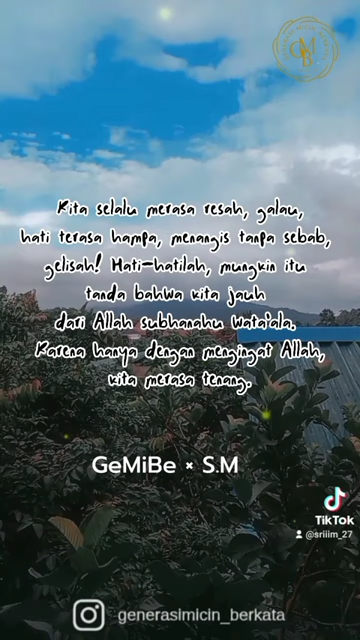 Kita selalu merasa resah, galau,
hati terasa hampa, menangis tanpa sebab,
gelisah! Hati-hatilah, mungkin itu
tanda bahwa kita jauh
dari Allah subhanahu wata'ala.
Karena hanya dengan mengingat Allah,
kita merasa tenang.
GeMiBe × S.M
TikTok
@sriiim_27
generasimicin_berkata